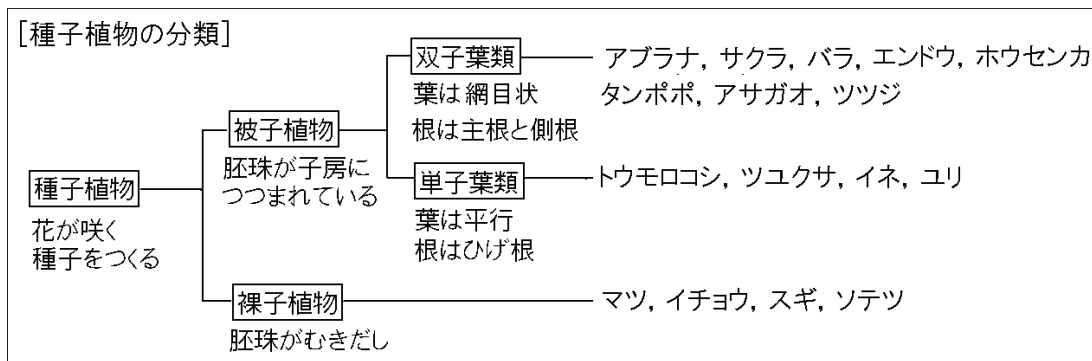 [種子植物の分類]
双子葉類
アブラナ, サクラ, バラ, エンドウ, ホウセンカ
葉は網目状
タンポポ, アサガオ, ツツジ
根は主根と側根
被子植物
胚珠が子房に
つつまれている
単子葉類
トウモロコシ, ツユクサ, イネ, ユリ
葉は平行
根はひげ根
種子植物
花が咲く
種子をつくる
裸子植物
マツ, イチョウ, スギ, ソテツ
胚珠がむきだし